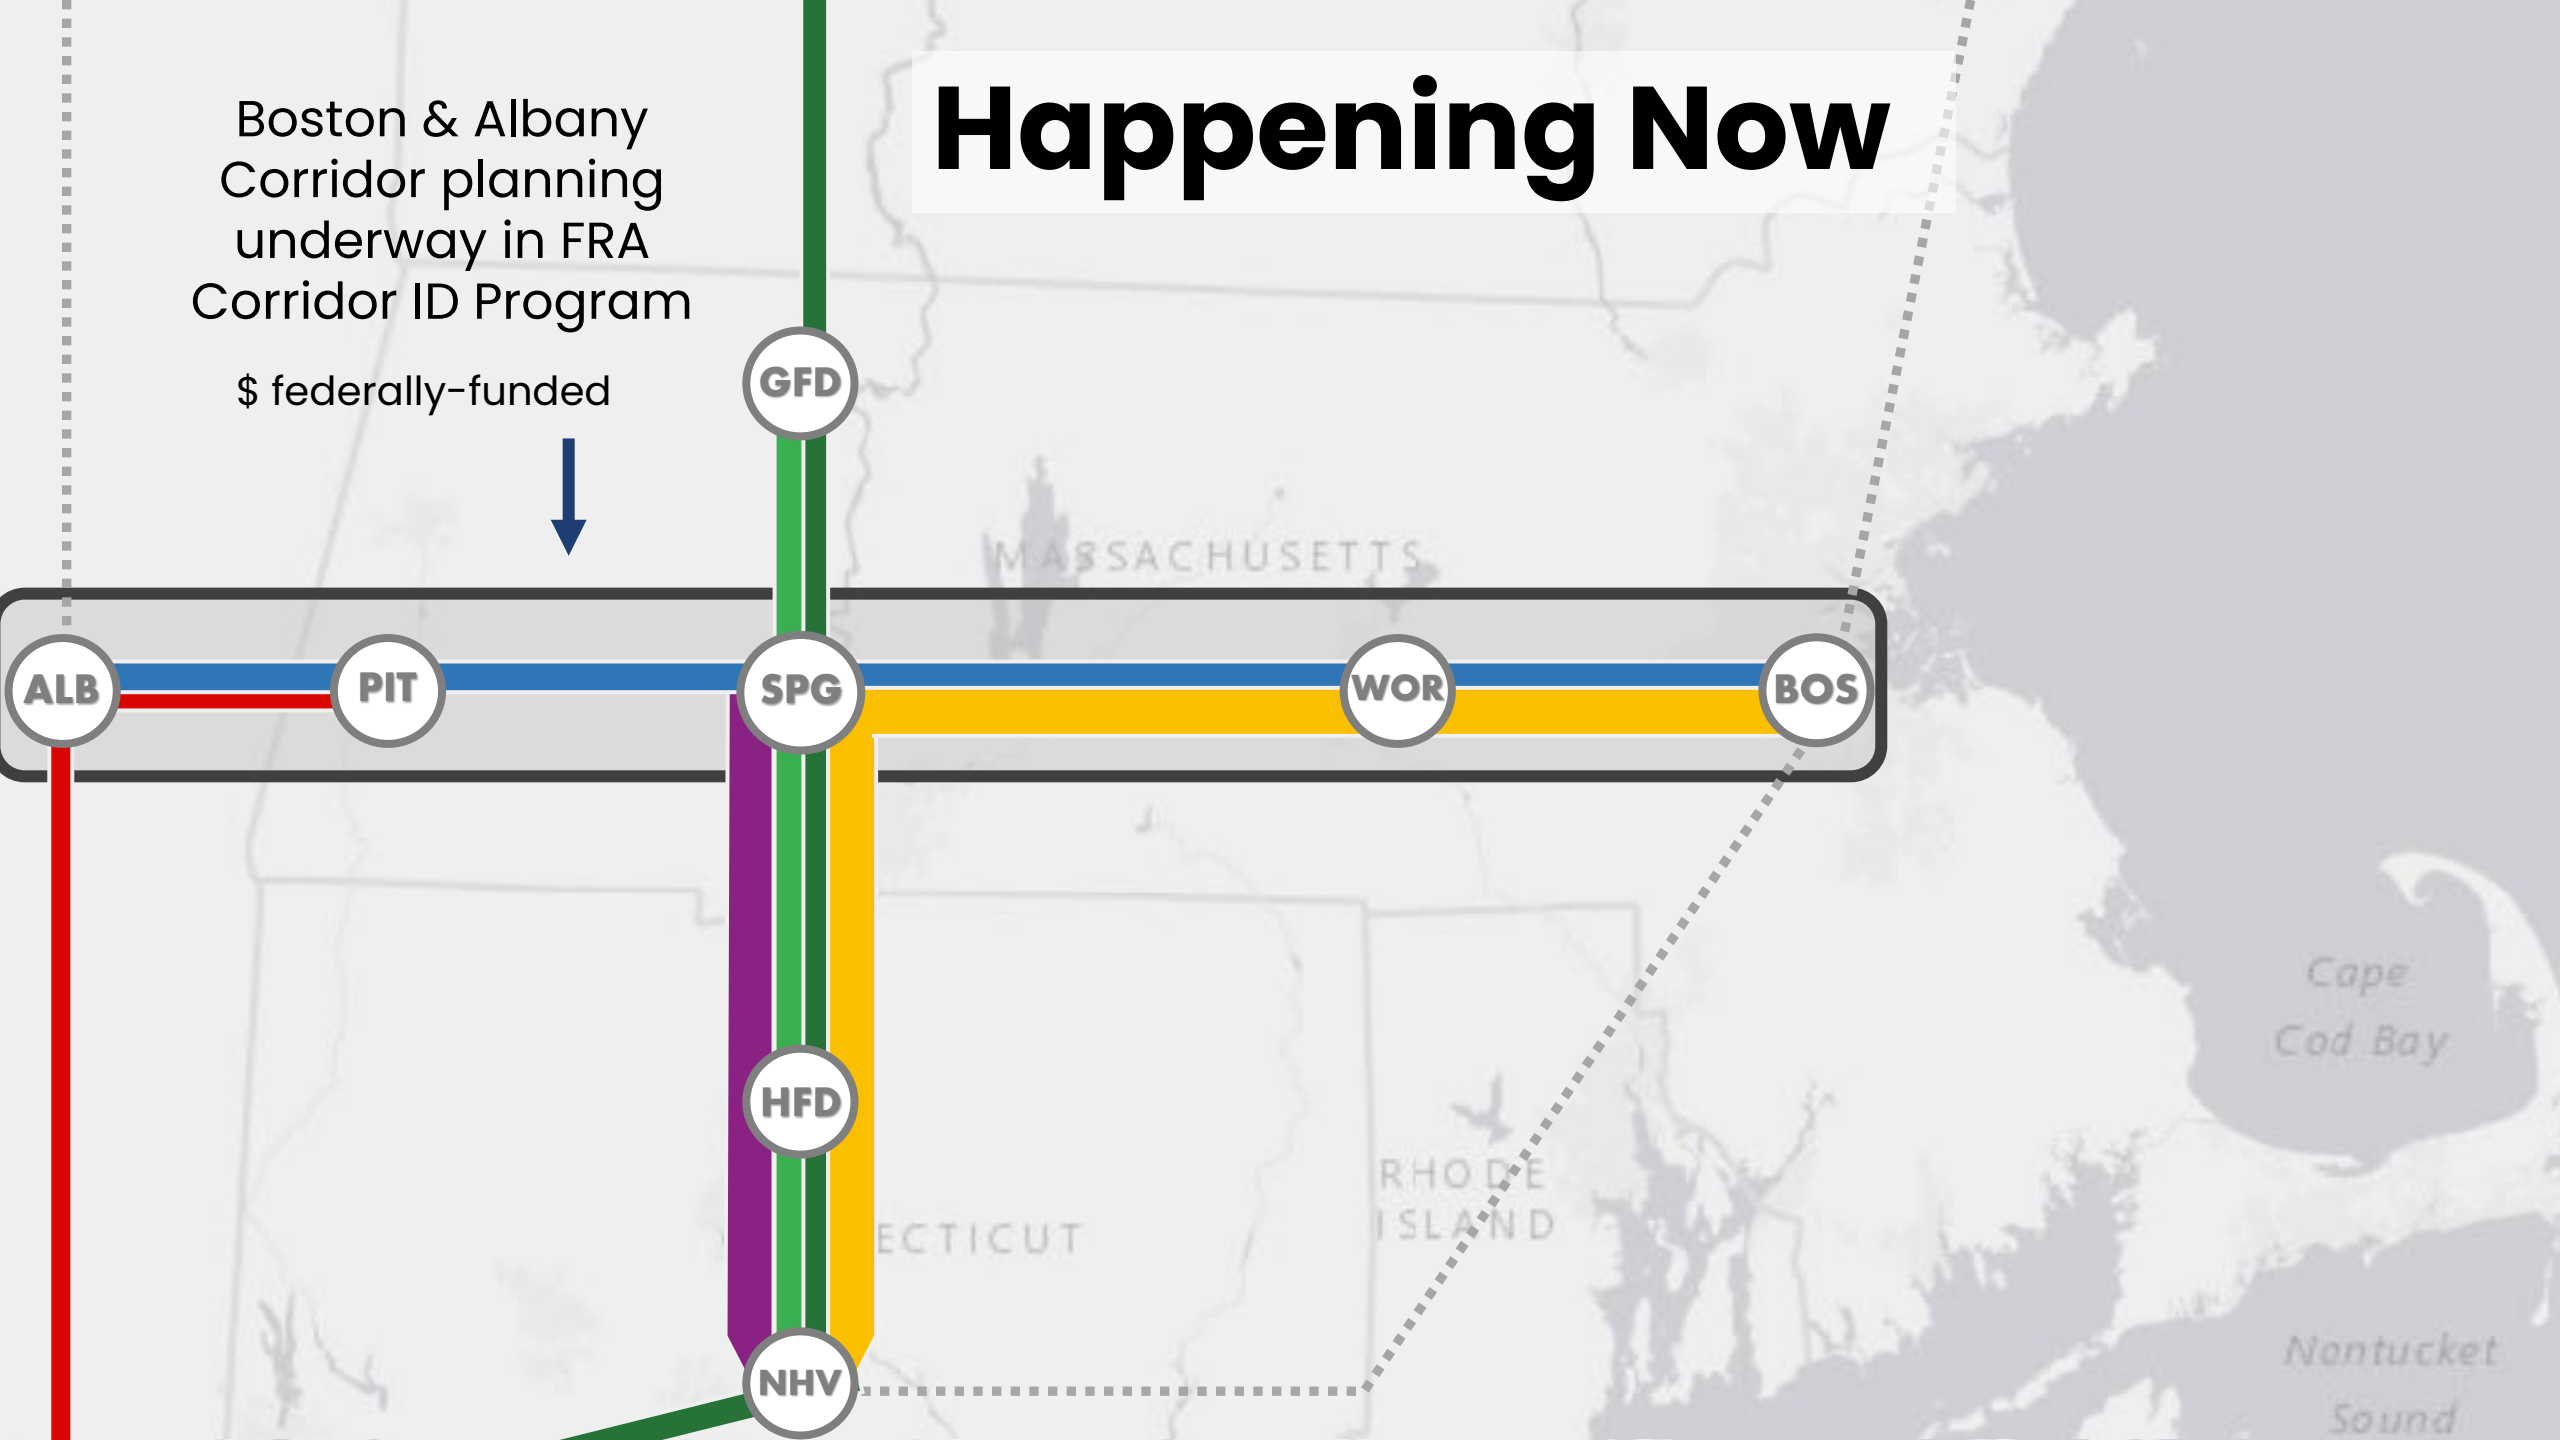 Happening Now
Boston & Albany
Corridor planning
underway in FRA
Corridor ID Program
$ federally-funded
GFD
MASSACHUSETTS
ALB
PIT
SPG
WOR
BOS
Cape
Cod Bay
HFD
RHODE
ISLAND
ECTICUT
NHV
Nantucket
Sound